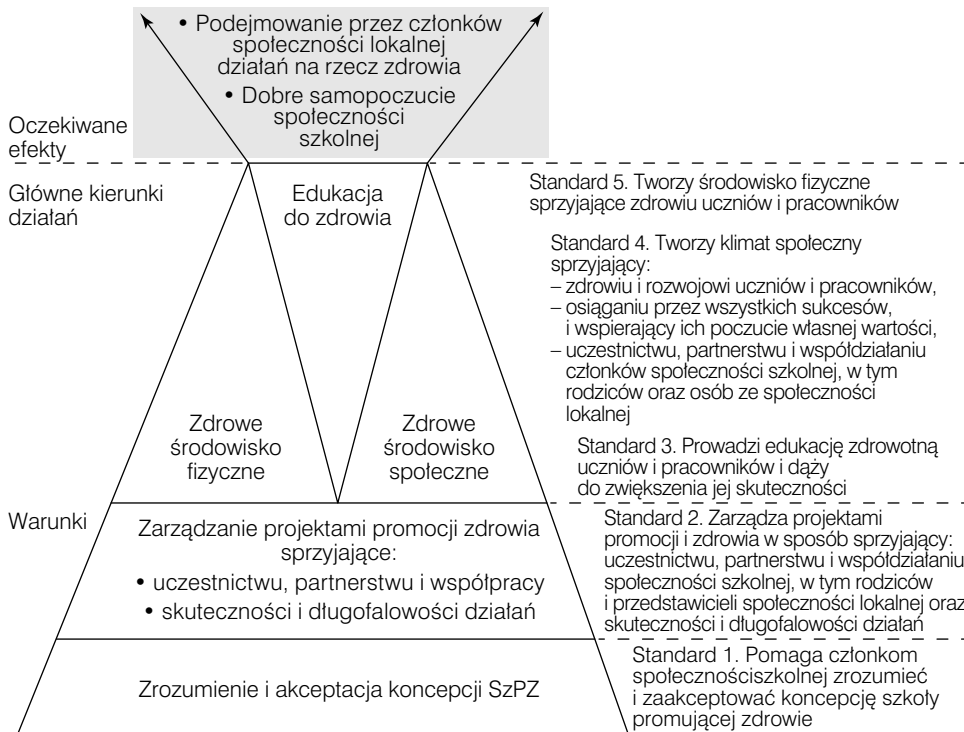 • Podejmowanie przez członków
społeczności lokalnej
działań na rzecz zdrowia
• Dobre samopoczucie
społeczności
szkolnej
Oczekiwane
efekty
Główne kierunki
działań
Edukacja
do zdrowia
Zdrowe
środowisko
fizyczne
Zdrowe
środowisko
społeczne
Standard 5. Tworzy środowisko fizyczne
sprzyjające zdrowiu uczniów i pracowników
Standard 4. Tworzy klimat społeczny
sprzyjający:
– zdrowiu i rozwojowi uczniów i pracowników,
– osiąganiu przez wszystkich sukcesów,
i wspierający ich poczucie własnej wartości,
– uczestnictwu, partnerstwu i współdziałaniu
członków społeczności szkolnej, w tym
rodziców oraz osób ze społeczności
lokalnej
Standard 3. Prowadzi edukację zdrowotną
uczniów i pracowników i dąży
do zwiększenia jej skuteczności
Warunki
Zarządzanie projektami promocji zdrowia
sprzyjające:
• uczestnictwu, partnerstwu i współpracy
• skuteczności i długofalowości działań
Standard 2. Zarządza projektami
promocji i zdrowia w sposób sprzyjający:
uczestnictwu, partnerstwu i współdziałaniu
społeczności szkolnej, w tym rodziców
i przedstawicieli społeczności lokalnej oraz
skuteczności i długofalowości działań
Zrozumienie i akceptacja koncepcji SzPZ
Standard 1. Pomaga członkom
społecznościszkolnej zrozumieć
i zaakceptować koncepcję szkoły
promującej zdrowie